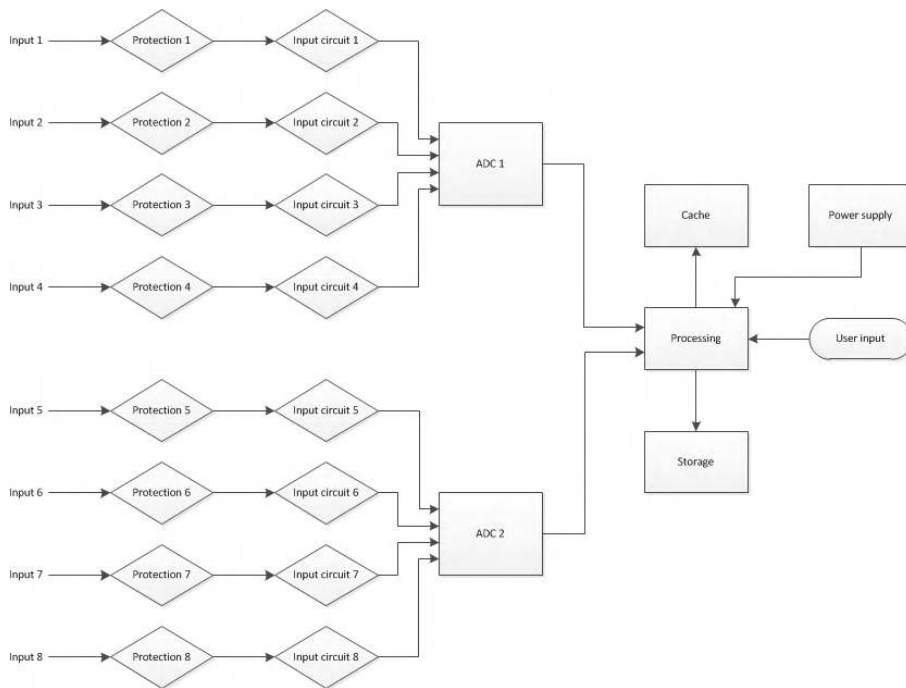 Input 1
Protection 1
Input circuit 1
Input 2
Protection 2
Input circuit 2
ADC 1
Input 3
Protection 3
Input circuit 3
Cache
Power supply
Input 4
Protection 4
Input circuit 4
Processing
User input
Input 5
Protection 5
Input circuit 5
Storage
Input 6
Protection 6
Input circuit 6
ADC 2
Input 7
Protection 7
Input circuit 7
Input 8
Protection 8
Input circuit 8